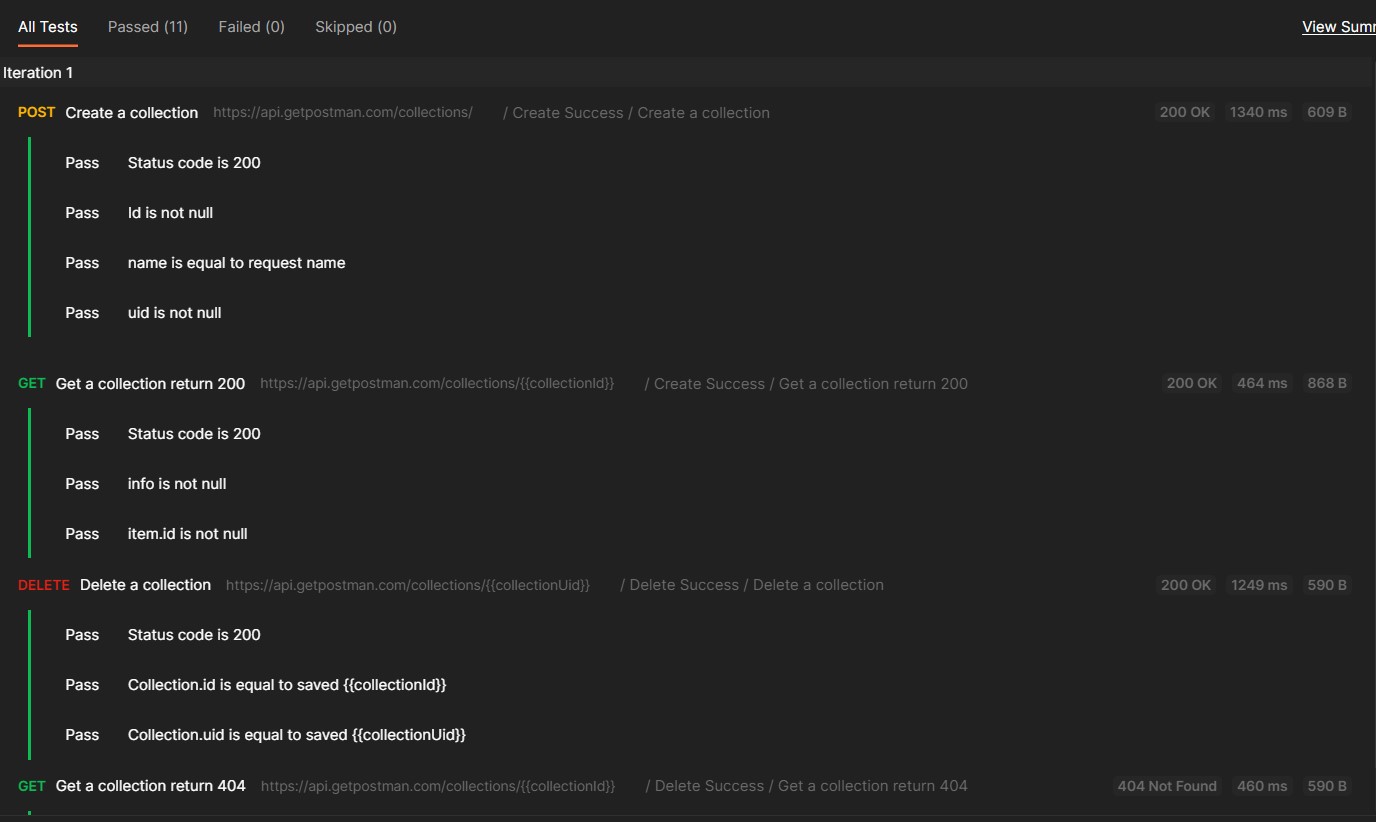 All Tests Passed (11) Failed (0) Skipped (0) View Summ
Iteration 1
POST Create a collection https://api.getpostman.com/collections/ / Create Success / Create a collection 200 OK 1340 ms 609 B
Pass Status code is 200
Pass Id is not null
Pass name is equal to request name
Pass uid is not null
GET Get a collection return 200 https://api.getpostman.com/collections/{{collectionId}} / Create Success / Get a collection return 200 200 OK 464 ms 868 B
Pass Status code is 200
Pass info is not null
Pass item.id is not null
DELETE Delete a collection https://api.getpostman.com/collections/{{collectionUid}} / Delete Success / Delete a collection 200 OK 1249 ms 590 B
Pass Status code is 200
Pass Collection.id is equal to saved {{collectionId}}
Pass Collection.uid is equal to saved {{collectionUid}}
GET Get a collection return 404 https://api.getpostman.com/collections/{{collectionId}} / Delete Success / Get a collection return 404 404 Not Found 460 ms 590 B